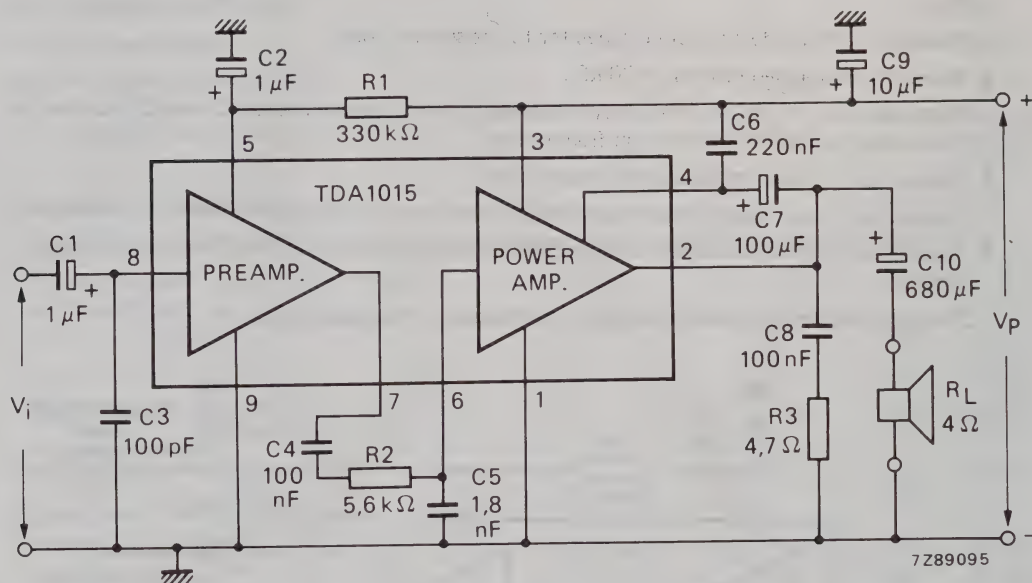 C2
1 μF
+
R1
330 kΩ
C9
10 μF
+
+
5
3
C6
220 nF
4
TDA1015
+
C7
100 μF
C1
8
+
1 μF
PREAMP.
POWER
AMP.
2
+
C10
680 μF
VP
C8
100 nF
Vi
9
7
6
1
C3
100 pF
C4
100
nF
R2
5,6 kΩ
C5
1,8
nF
R3
4,7 Ω
RL
4 Ω
–
7Z89095